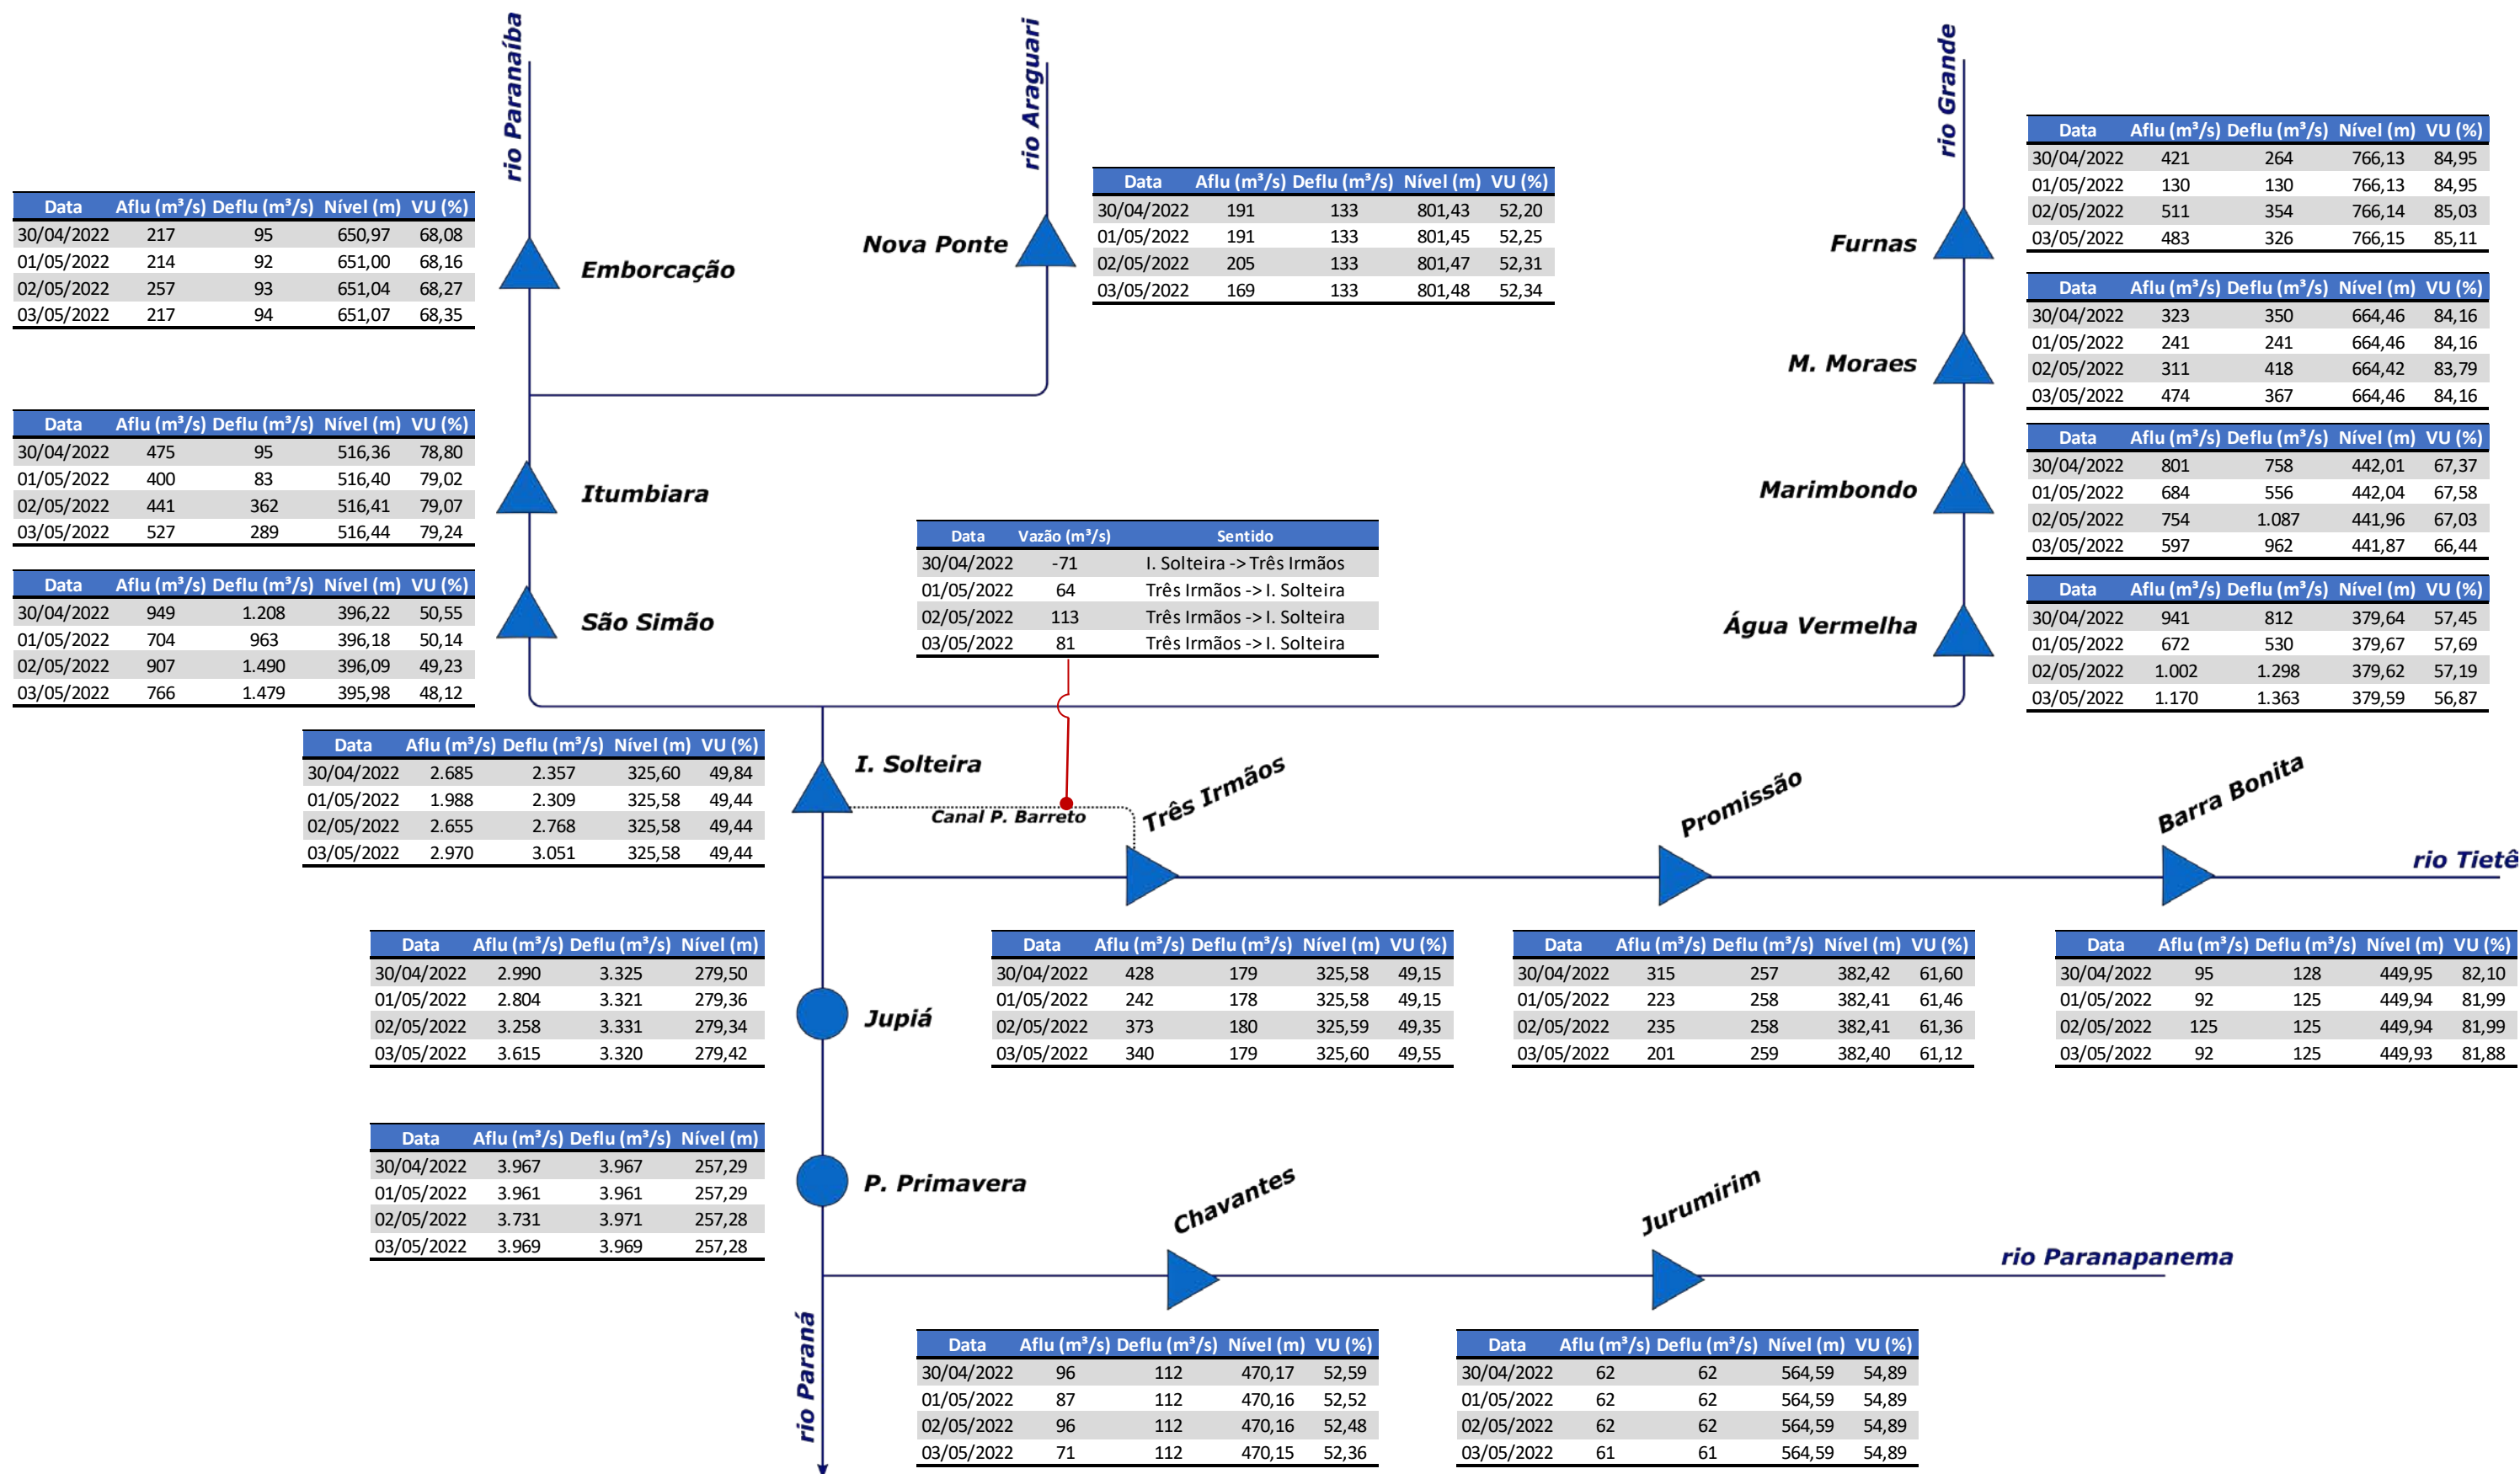 rio Paranaíba
rio Araguari
rio Grande
Data Aflu (m³/s) Deflu (m³/s) Nível (m) VU (%)
30/04/2022 217 95 650,97 68,08
01/05/2022 214 92 651,00 68,16
02/05/2022 257 93 651,04 68,27
03/05/2022 217 94 651,07 68,35
Emborcação
Nova Ponte
Data Aflu (m³/s) Deflu (m³/s) Nível (m) VU (%)
30/04/2022 191 133 801,43 52,20
01/05/2022 191 133 801,45 52,25
02/05/2022 205 133 801,47 52,31
03/05/2022 169 133 801,48 52,34
Furnas
Data Aflu (m³/s) Deflu (m³/s) Nível (m) VU (%)
30/04/2022 421 264 766,13 84,95
01/05/2022 130 130 766,13 84,95
02/05/2022 511 354 766,14 85,03
03/05/2022 483 326 766,15 85,11
M. Moraes
Data Aflu (m³/s) Deflu (m³/s) Nível (m) VU (%)
30/04/2022 323 350 664,46 84,16
01/05/2022 241 241 664,46 84,16
02/05/2022 311 418 664,42 83,79
03/05/2022 474 367 664,46 84,16
Data Aflu (m³/s) Deflu (m³/s) Nível (m) VU (%)
30/04/2022 475 95 516,36 78,80
01/05/2022 400 83 516,40 79,02
02/05/2022 441 362 516,41 79,07
03/05/2022 527 289 516,44 79,24
Itumbiara
Marimbondo
Data Aflu (m³/s) Deflu (m³/s) Nível (m) VU (%)
30/04/2022 801 758 442,01 67,37
01/05/2022 684 556 442,04 67,58
02/05/2022 754 1.087 441,96 67,03
03/05/2022 597 962 441,87 66,44
Data Vazão (m³/s) Sentido
30/04/2022 -71 I. Solteira -> Três Irmãos
01/05/2022 64 Três Irmãos -> I. Solteira
02/05/2022 113 Três Irmãos -> I. Solteira
03/05/2022 81 Três Irmãos -> I. Solteira
Data Aflu (m³/s) Deflu (m³/s) Nível (m) VU (%)
30/04/2022 949 1.208 396,22 50,55
01/05/2022 704 963 396,18 50,14
02/05/2022 907 1.490 396,09 49,23
03/05/2022 766 1.479 395,98 48,12
São Simão
Água Vermelha
Data Aflu (m³/s) Deflu (m³/s) Nível (m) VU (%)
30/04/2022 941 812 379,64 57,45
01/05/2022 672 530 379,67 57,69
02/05/2022 1.002 1.298 379,62 57,19
03/05/2022 1.170 1.363 379,59 56,87
Data Aflu (m³/s) Deflu (m³/s) Nível (m) VU (%)
30/04/2022 2.685 2.357 325,60 49,84
01/05/2022 1.988 2.309 325,58 49,44
02/05/2022 2.655 2.768 325,58 49,44
03/05/2022 2.970 3.051 325,58 49,44
I. Solteira
Canal P. Barreto
Três Irmãos
Promissão
Barra Bonita
rio Tietê
Data Aflu (m³/s) Deflu (m³/s) Nível (m)
30/04/2022 2.990 3.325 279,50
01/05/2022 2.804 3.321 279,36
02/05/2022 3.258 3.331 279,34
03/05/2022 3.615 3.320 279,42
Jupiá
Data Aflu (m³/s) Deflu (m³/s) Nível (m) VU (%)
30/04/2022 428 179 325,58 49,15
01/05/2022 242 178 325,58 49,15
02/05/2022 373 180 325,59 49,35
03/05/2022 340 179 325,60 49,55
Data Aflu (m³/s) Deflu (m³/s) Nível (m) VU (%)
30/04/2022 315 257 382,42 61,60
01/05/2022 223 258 382,41 61,46
02/05/2022 235 258 382,41 61,36
03/05/2022 201 259 382,40 61,12
Data Aflu (m³/s) Deflu (m³/s) Nível (m) VU (%)
30/04/2022 95 128 449,95 82,10
01/05/2022 92 125 449,94 81,99
02/05/2022 125 125 449,94 81,99
03/05/2022 92 125 449,93 81,88
Data Aflu (m³/s) Deflu (m³/s) Nível (m)
30/04/2022 3.967 3.967 257,29
01/05/2022 3.961 3.961 257,29
02/05/2022 3.731 3.971 257,28
03/05/2022 3.969 3.969 257,28
P. Primavera
Chavantes
Jurumirim
rio Paranapanema
rio Paraná
Data Aflu (m³/s) Deflu (m³/s) Nível (m) VU (%)
30/04/2022 96 112 470,17 52,59
01/05/2022 87 112 470,16 52,52
02/05/2022 96 112 470,16 52,48
03/05/2022 71 112 470,15 52,36
Data Aflu (m³/s) Deflu (m³/s) Nível (m) VU (%)
30/04/2022 62 62 564,59 54,89
01/05/2022 62 62 564,59 54,89
02/05/2022 62 62 564,59 54,89
03/05/2022 61 61 564,59 54,89